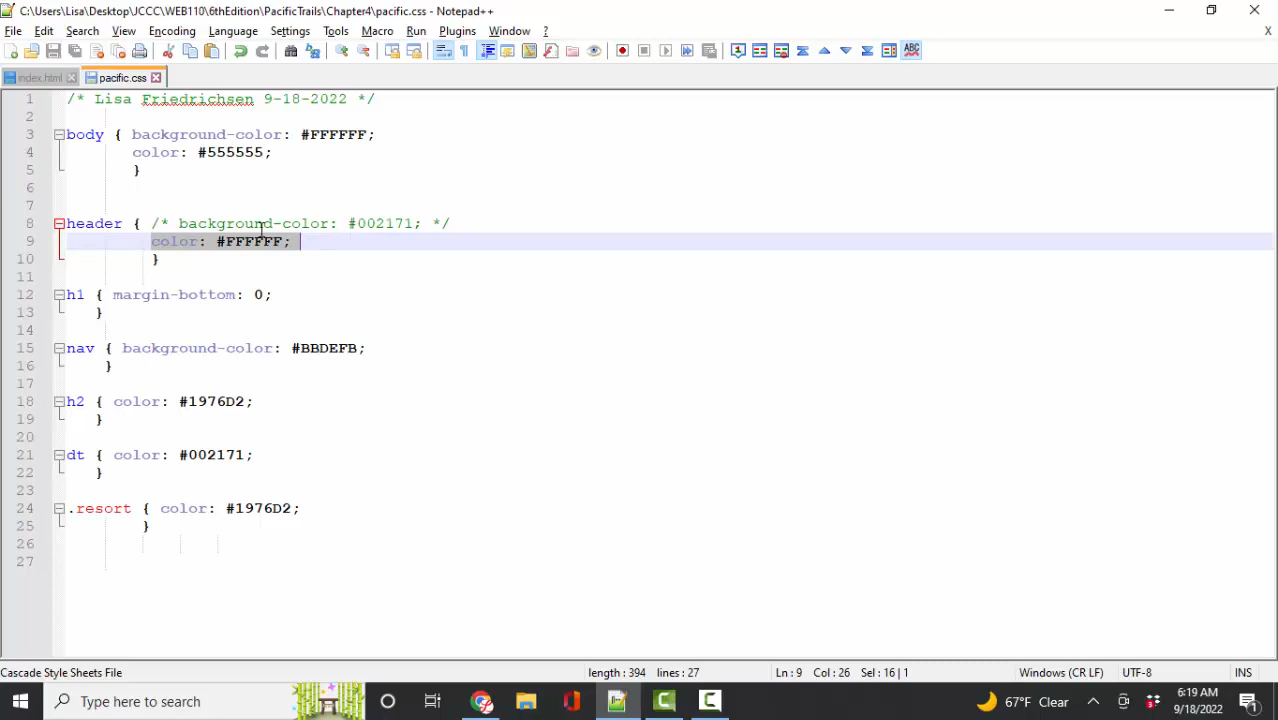 C:\Users\Lisa\Desktop\JCCC\WEB110\6thEdition\PacificTrails\Chapter4\pacific.css - Notepad++
File Edit Search View Encoding Language Settings Tools Macro Run Plugins Window ? X
index.html pacific.css
1 /* Lisa Friedrichsen 9-18-2022 */
2
3 body { background-color: #FFFFFF;
4 color: #555555;
5 }
6
7
8 header { /* background-color: #002171; */
9 color: #FFFFFF;
10 }
11
12 h1 { margin-bottom: 0;
13 }
14
15 nav { background-color: #BBDEFB;
16 }
17
18 h2 { color: #1976D2;
19 }
20
21 dt { color: #002171;
22 }
23
24 .resort { color: #1976D2;
25 }
26
27
Cascade Style Sheets File length : 394 lines : 27 Ln : 9 Col : 26 Sel : 16 | 1 Windows (CR LF) UTF-8 INS
Type here to search 67°F Clear 6:19 AM
9/18/2022